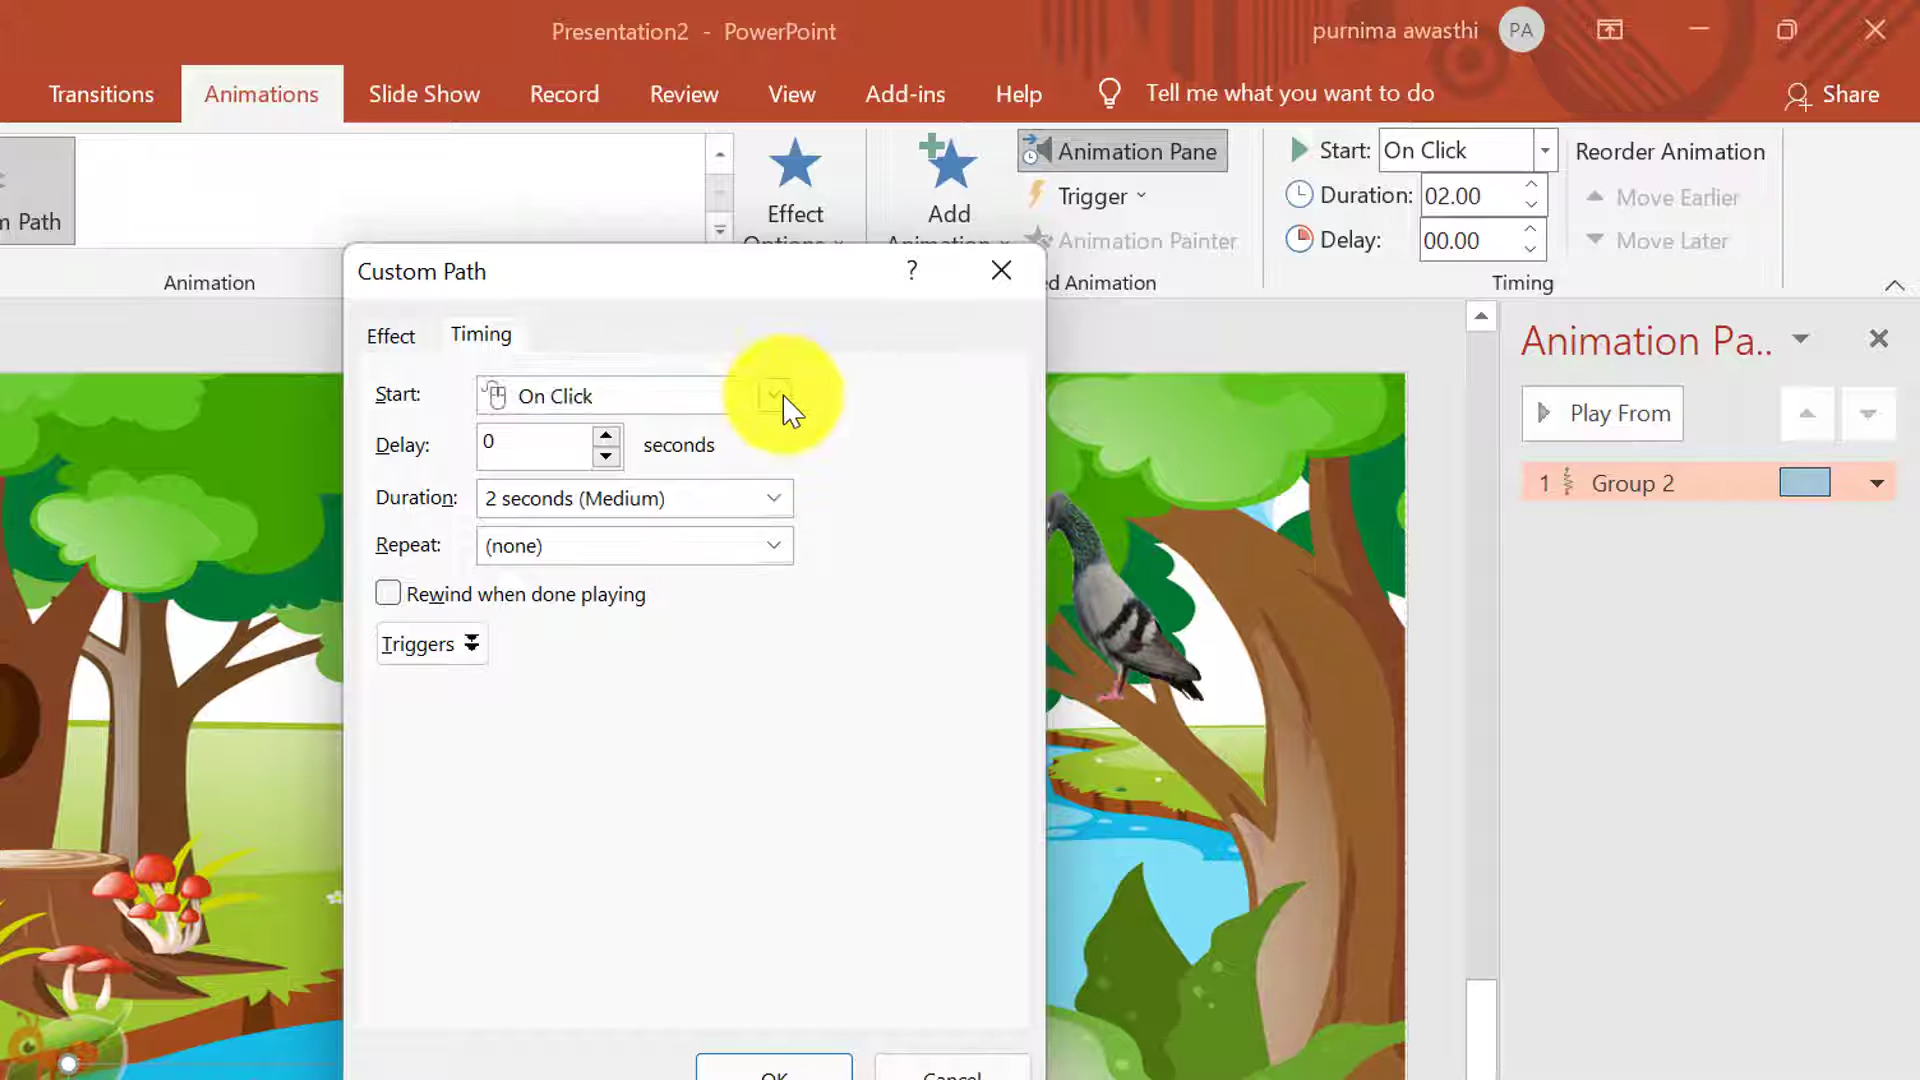 Presentation2 - PowerPoint
purnima awasthi PA
Transitions Animations Slide Show Record Review View Add-ins Help Tell me what you want to do Share
m Path
Effect
Add
Animation Pane
Trigger
Animation Painter
Start: On Click
Duration: 02.00
Delay: 00.00
Reorder Animation
Move Earlier
Move Later
Animation
d Animation
Timing
Custom Path ?
Effect Timing
Start: On Click
Delay: 0 seconds
Duration: 2 seconds (Medium)
Repeat: (none)
Rewind when done playing
Triggers
OK Cancel
Animation Pa..
Play From
1 Group 2